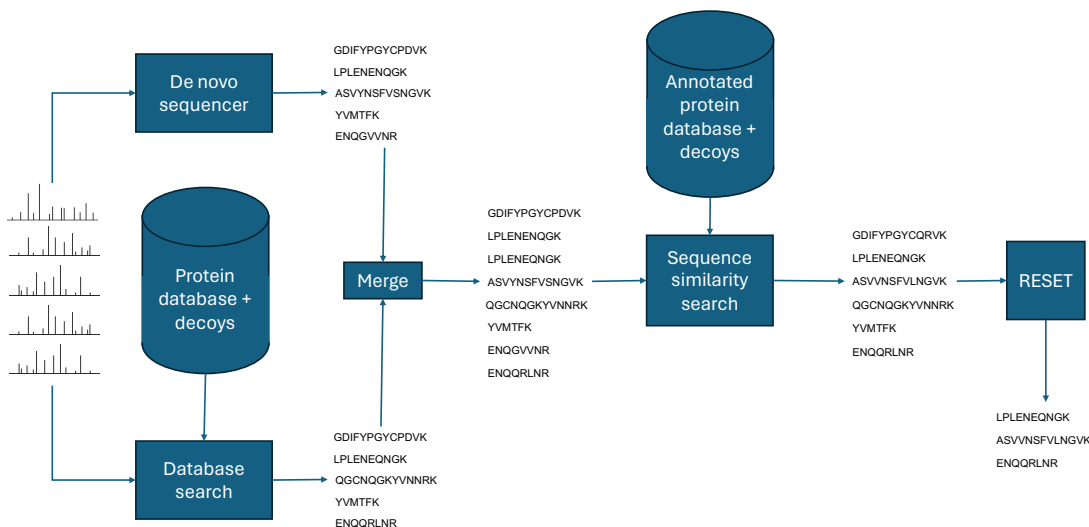 De novo
sequencer
GDIFYPGYCPDVK
LPLENENQGK
ASVYNSFVSNGVK
YVMTFK
ENQGVVNR
Protein
database +
decoys
Database
search
GDIFYPGYCPDVK
LPLENEQNGK
QGCNQGKYVNNRK
YVMTFK
ENQQRLNR
Merge
GDIFYPGYCPDVK
LPLENENQGK
LPLENEQNGK
ASVYNSFVSNGVK
QGCNQGKYVNNRK
YVMTFK
ENQGVVNR
ENQQRLNR
Annotated
protein
database +
decoys
Sequence
similarity
search
GDIFYPGYCQRVK
LPLENEQNGK
ASVVNSFVLNGVK
QGCNQGKYVNNRK
YVMTFK
ENQQRLNR
RESET
LPLENEQNGK
ASVVNSFVLNGVK
ENQQRLNR